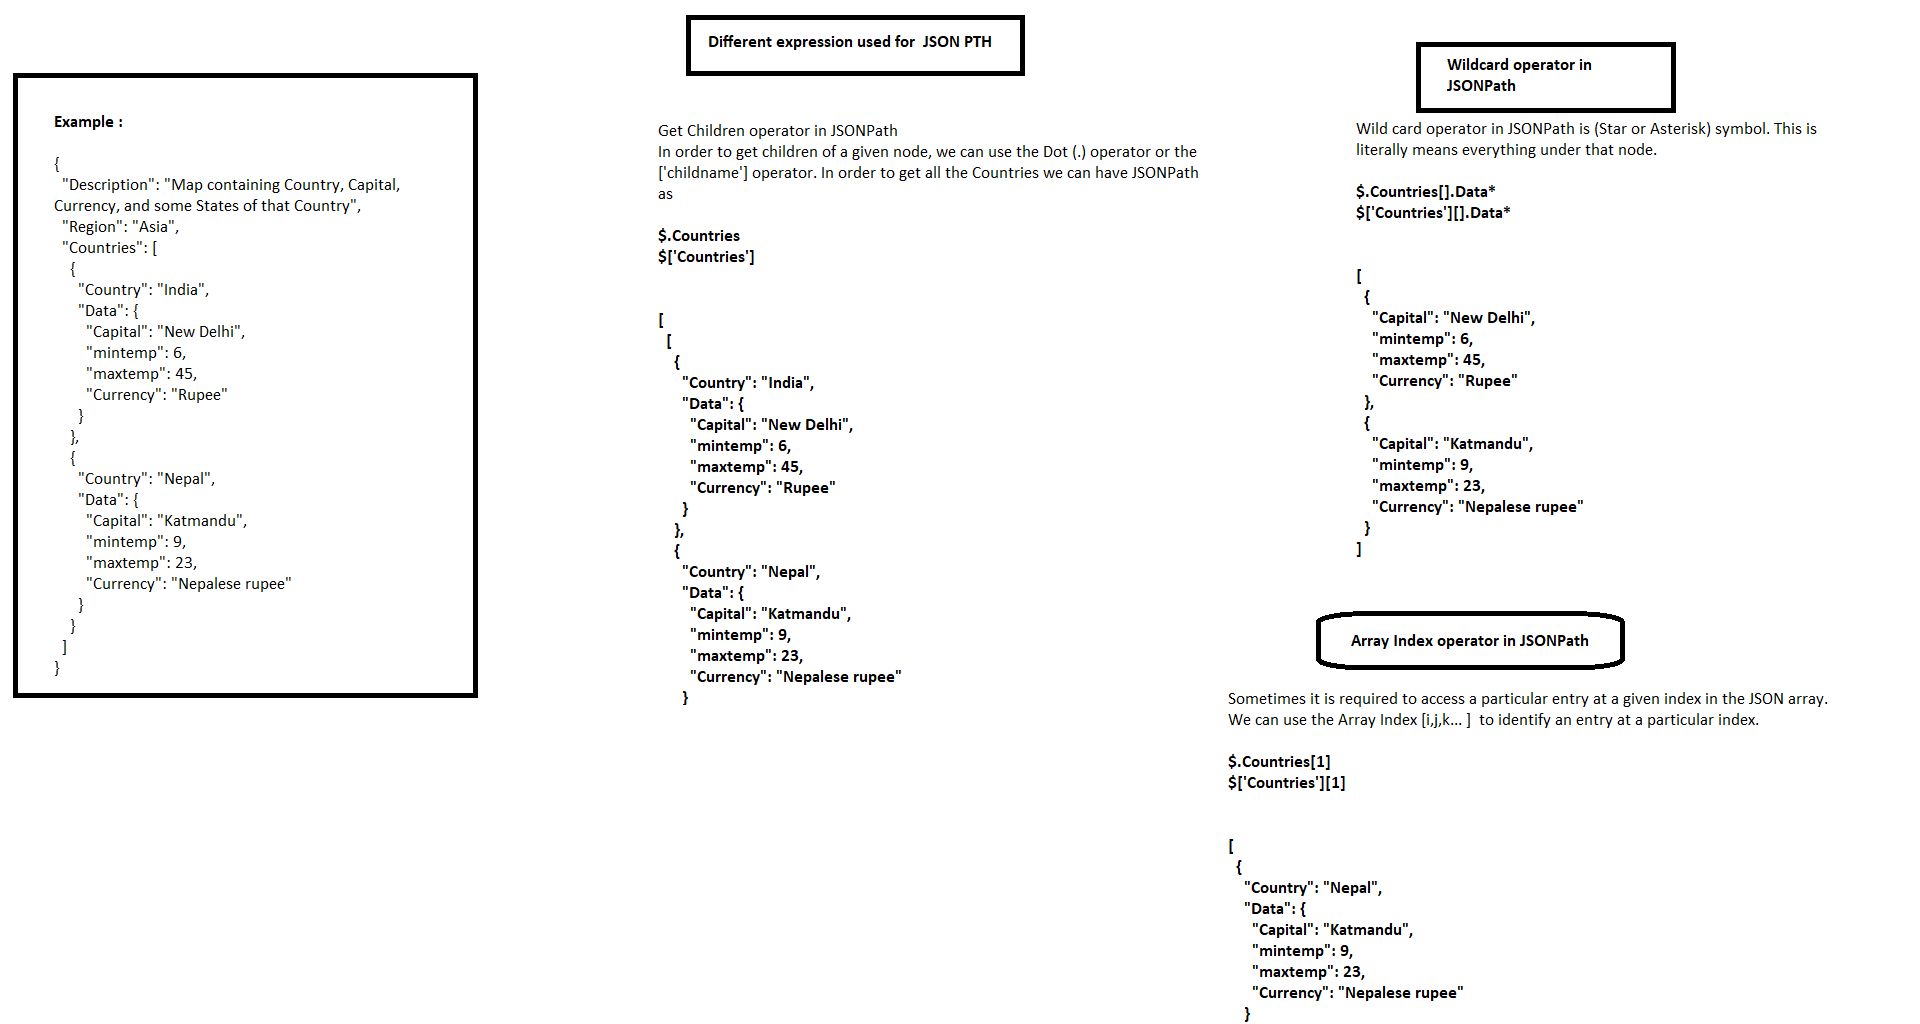 Example :
{
"Description": "Map containing Country, Capital,
Currency, and some States of that Country",
"Region": "Asia",
"Countries": [
{
"Country": "India",
"Data": {
"Capital": "New Delhi",
"mintemp": 6,
"maxtemp": 45,
"Currency": "Rupee"
}
},
{
"Country": "Nepal",
"Data": {
"Capital": "Katmandu",
"mintemp": 9,
"maxtemp": 23,
"Currency": "Nepalese rupee"
}
}
]
}
Different expression used for  JSON PTH
Get Children operator in JSONPath
In order to get children of a given node, we can use the Dot (.) operator or the
['childname'] operator. In order to get all the Countries we can have JSONPath
as
$.Countries
$['Countries']
[
[
{
"Country": "India",
"Data": {
"Capital": "New Delhi",
"mintemp": 6,
"maxtemp": 45,
"Currency": "Rupee"
}
},
{
"Country": "Nepal",
"Data": {
"Capital": "Katmandu",
"mintemp": 9,
"maxtemp": 23,
"Currency": "Nepalese rupee"
}
Wildcard operator in
JSONPath
Wild card operator in JSONPath is (Star or Asterisk) symbol. This is
literally means everything under that node.
$.Countries[].Data*
$['Countries'][].Data*
[
{
"Capital": "New Delhi",
"mintemp": 6,
"maxtemp": 45,
"Currency": "Rupee"
},
{
"Capital": "Katmandu",
"mintemp": 9,
"maxtemp": 23,
"Currency": "Nepalese rupee"
}
]
Array Index operator in JSONPath
Sometimes it is required to access a particular entry at a given index in the JSON array.
We can use the Array Index [i,j,k... ]  to identify an entry at a particular index.
$.Countries[1]
$['Countries'][1]
[
{
"Country": "Nepal",
"Data": {
"Capital": "Katmandu",
"mintemp": 9,
"maxtemp": 23,
"Currency": "Nepalese rupee"
}